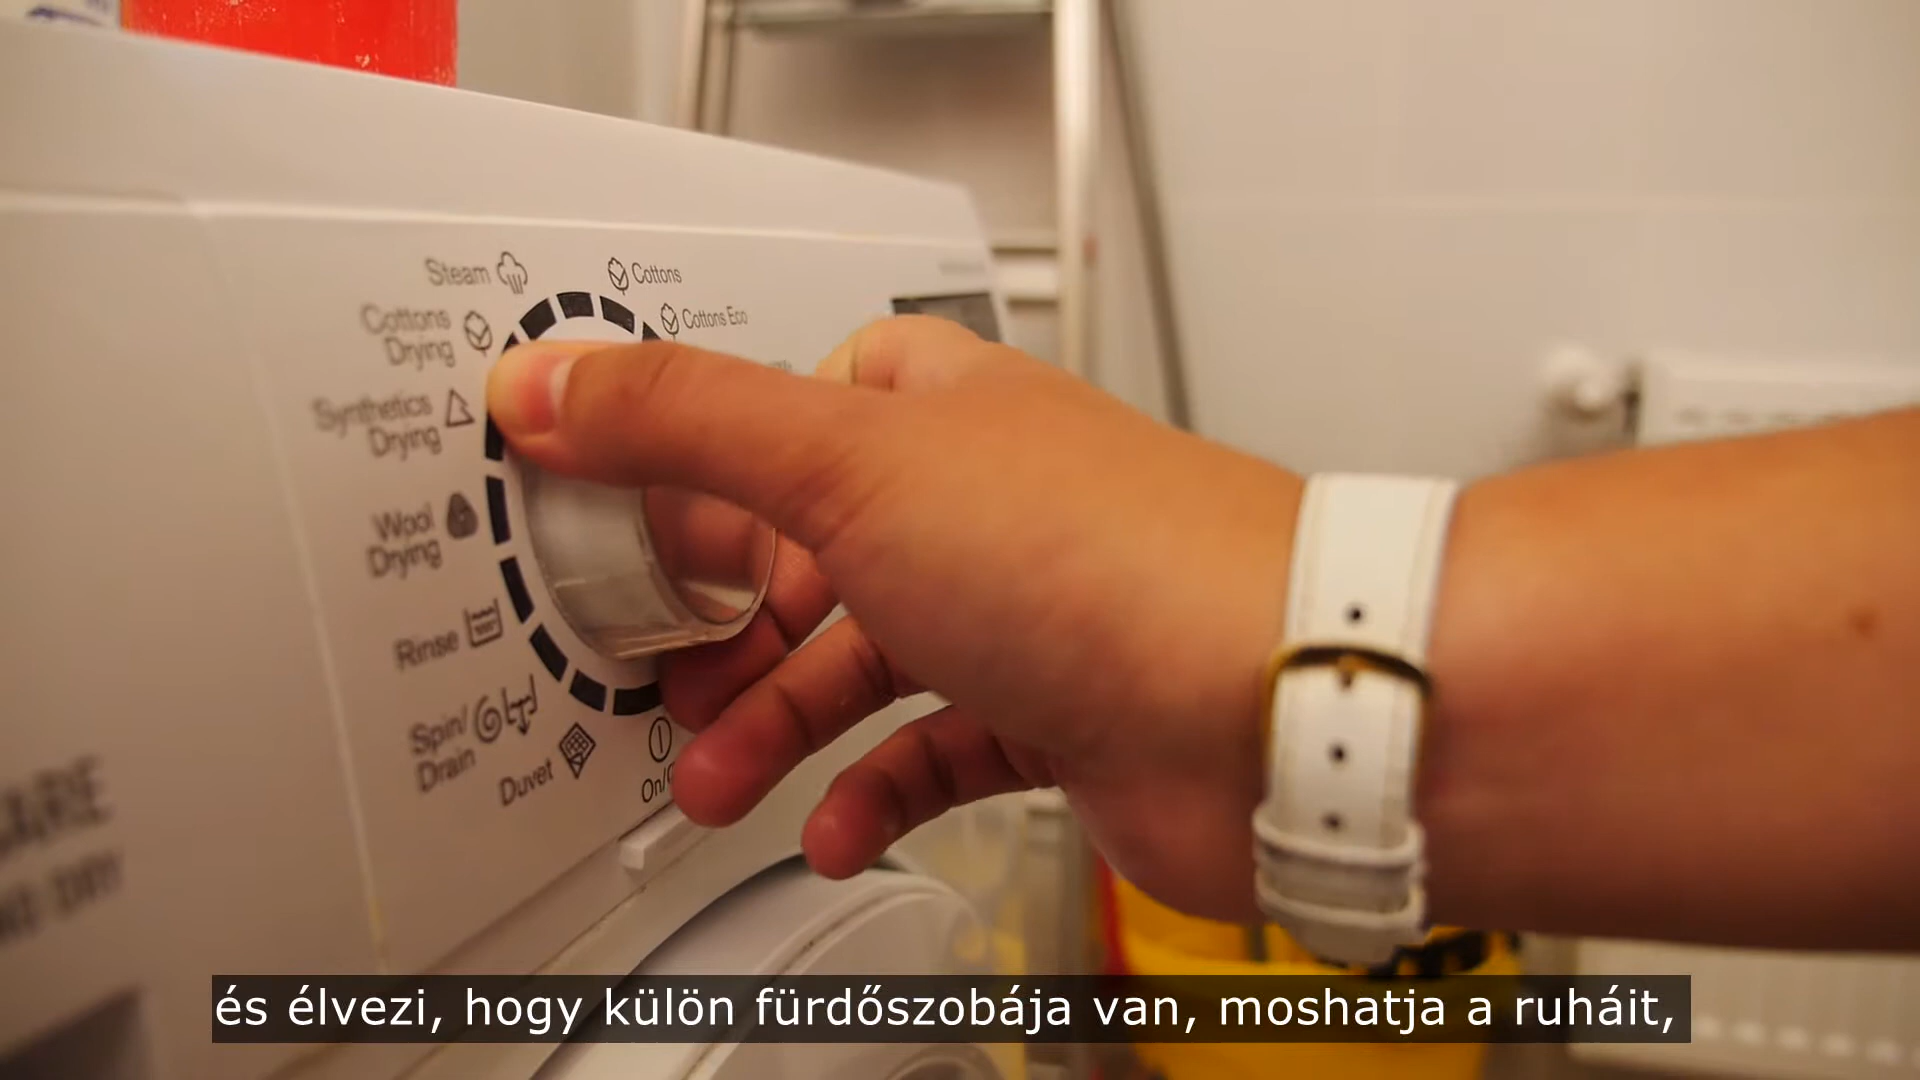 Steam
Cottons
Cottons
Drying
Cottons Eco
Synthetics
Drying
Wool
Drying
Rinse
Spin/
Drain
Duvet
On/
és élvezi, hogy külön fürdőszobája van, moshatja a ruháit,